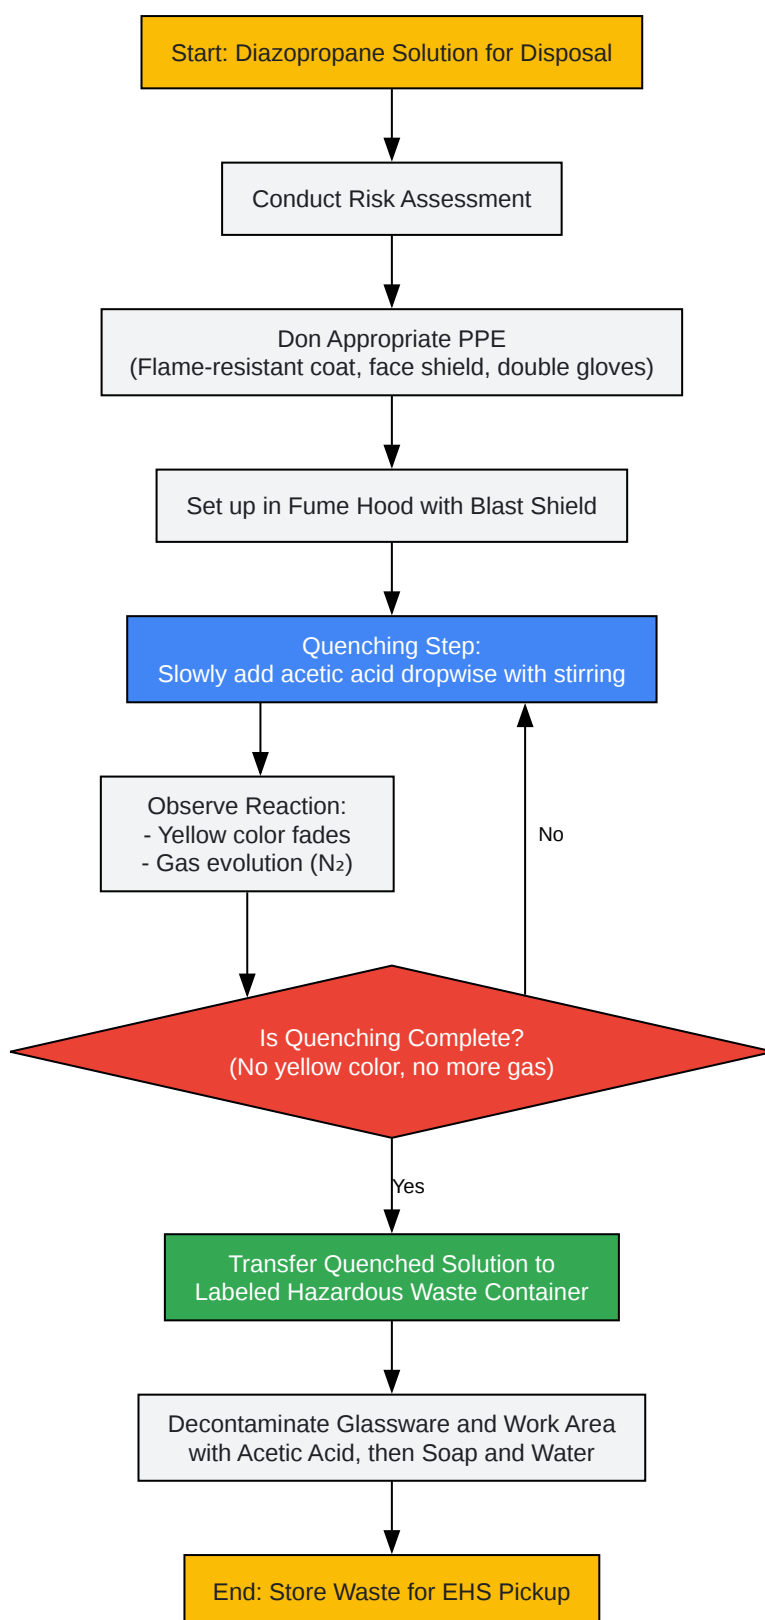 Start: Diazopropane Solution for Disposal
Conduct Risk Assessment
Don Appropriate PPE
(Flame-resistant coat, face shield, double gloves)
Set up in Fume Hood with Blast Shield
Quenching Step:
Slowly add acetic acid dropwise with stirring
Observe Reaction:
- Yellow color fades
- Gas evolution (N₂)
No
Is Quenching Complete?
(No yellow color, no more gas)
Yes
Transfer Quenched Solution to
Labeled Hazardous Waste Container
Decontaminate Glassware and Work Area
with Acetic Acid, then Soap and Water
End: Store Waste for EHS Pickup